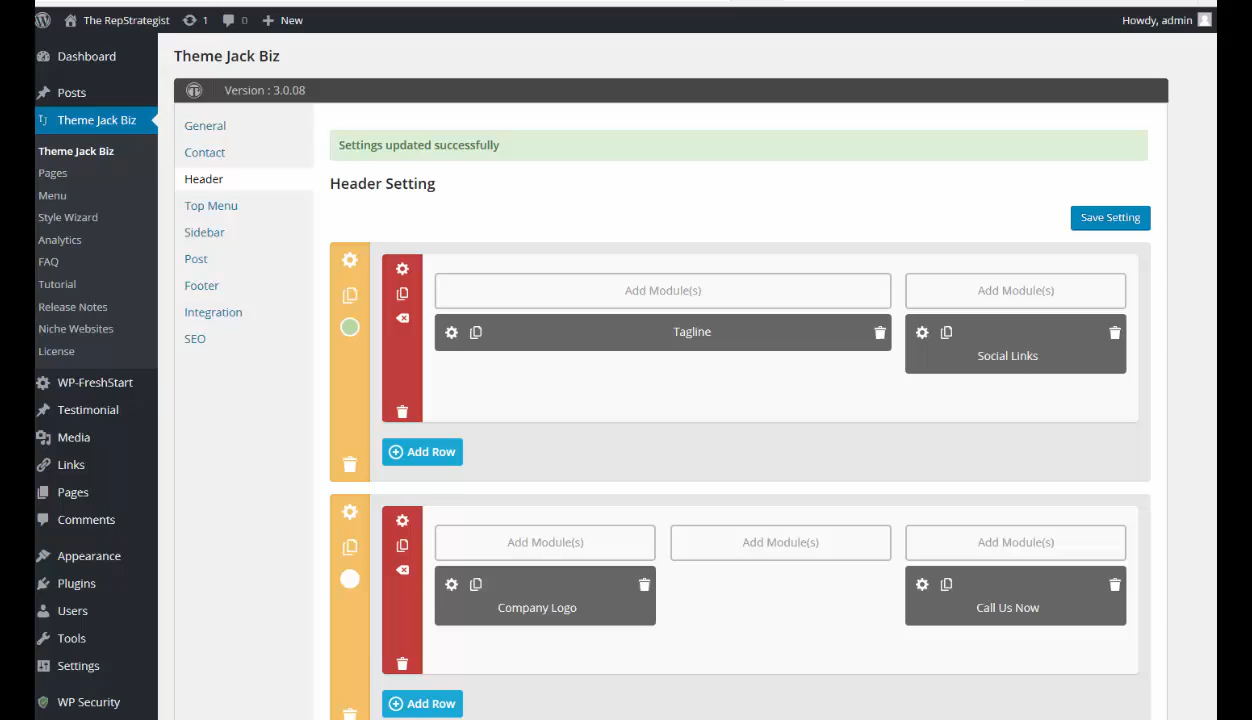 The RepStrategist 1 0 New Howdy, admin
Dashboard
Posts
Theme Jack Biz
Theme Jack Biz
Pages
Menu
Style Wizard
Analytics
FAQ
Tutorial
Release Notes
Niche Websites
License
WP-FreshStart
Testimonial
Media
Links
Pages
Comments
Appearance
Plugins
Users
Tools
Settings
WP Security
Theme Jack Biz
Version : 3.0.08
General
Contact
Header
Top Menu
Sidebar
Post
Footer
Integration
SEO
Settings updated successfully
Header Setting
Save Setting
Add Module(s) Add Module(s)
Tagline
Social Links
Add Row
Add Module(s) Add Module(s) Add Module(s)
Company Logo Call Us Now
Add Row